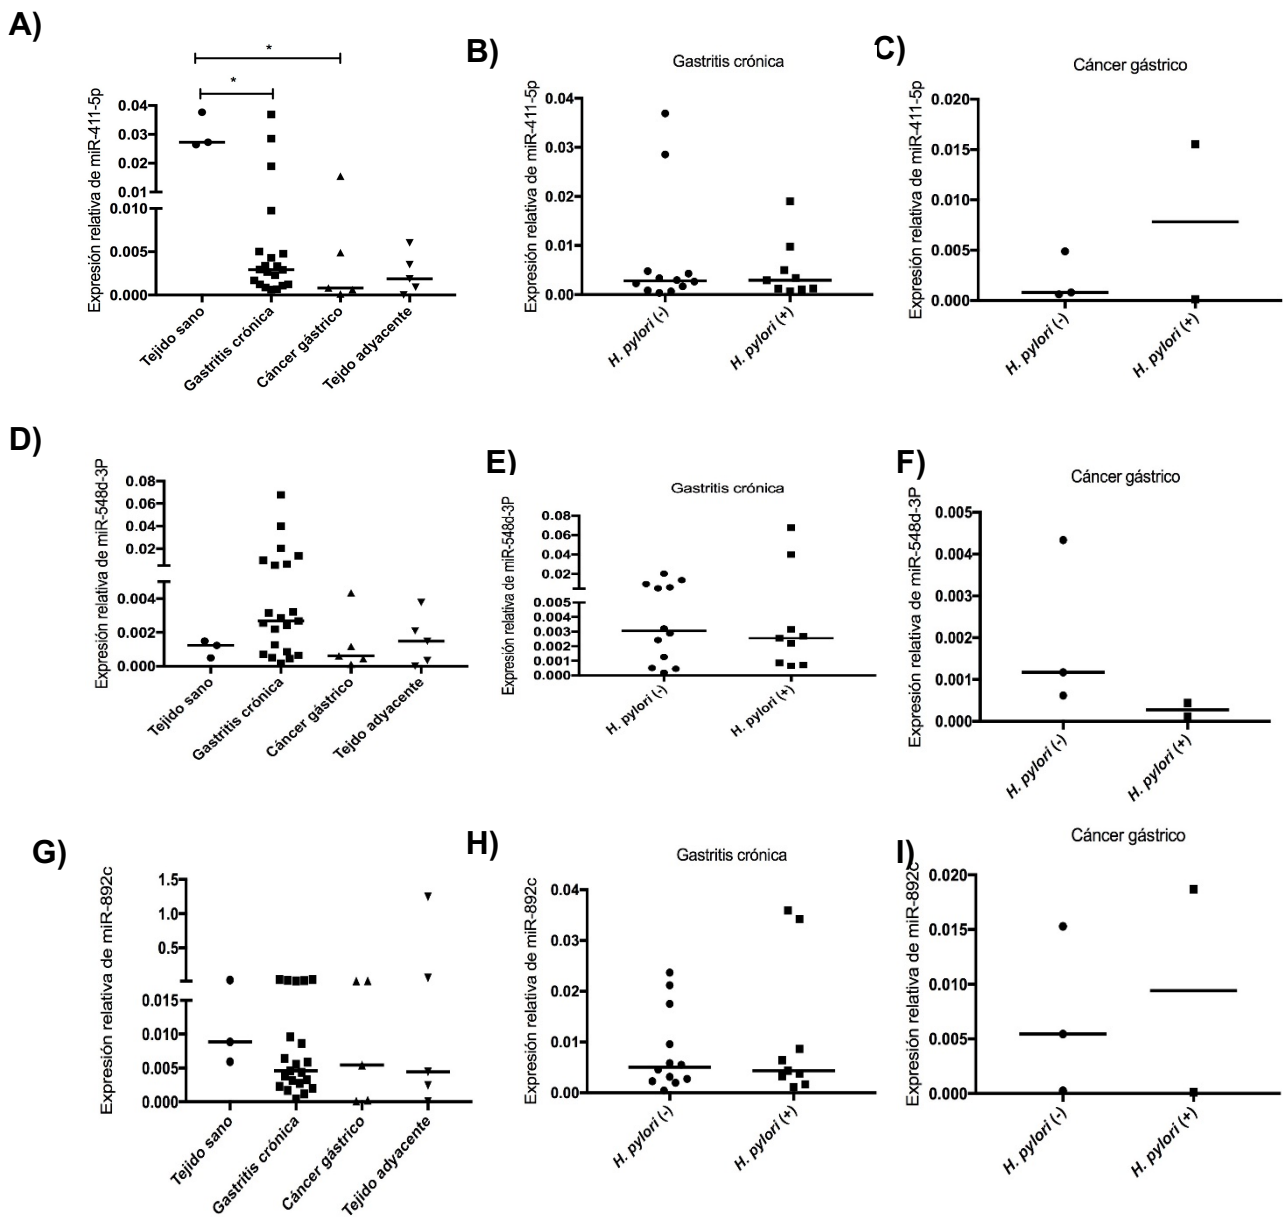 A)
*
*
Expresión relativa de miR-411-5p
0.04
0.03
0.02
0.01
0.010
0.005
0.000
Tejido sano
Gastritis crónica
Cáncer gástrico
Tejdo adyacente
B)
Gastritis crónica
Expresión relativa de miR-411-5p
0.04
0.03
0.02
0.01
0.00
H. pylori (-)
H. pylori (+)
C)
Cáncer gástrico
Expresión relativa de miR-411-5p
0.020
0.015
0.010
0.005
0.000
H. pylori (-)
H. pylori (+)
D)
Expresión relativa de miR-548d-3P
0.08
0.06
0.04
0.02
0.004
0.002
0.000
Tejido sano
Gastritis crónica
Cáncer gástrico
Tejdo adyacente
E)
Gastritis crónica
Expresión relativa de miR-548d-3P
0.08
0.06
0.04
0.02
0.005
0.004
0.003
0.002
0.001
0.000
H. pylori (-)
H. pylori (+)
F)
Cáncer gástrico
Expresión relativa de miR-548d-3P
0.005
0.004
0.003
0.002
0.001
0.000
H. pylori (-)
H. pylori (+)
G)
Expresión relativa de miR-892c
1.5
1.0
0.5
0.015
0.010
0.005
0.000
Tejido sano
Gastritis crónica
Cáncer gástrico
Tejdo adyacente
H)
Gastritis crónica
Expresión relativa de miR-892c
0.04
0.03
0.02
0.01
0.00
H. pylori (-)
H. pylori (+)
I)
Cáncer gástrico
Expresión relativa de miR-892c
0.020
0.015
0.010
0.005
0.000
H. pylori (-)
H. pylori (+)